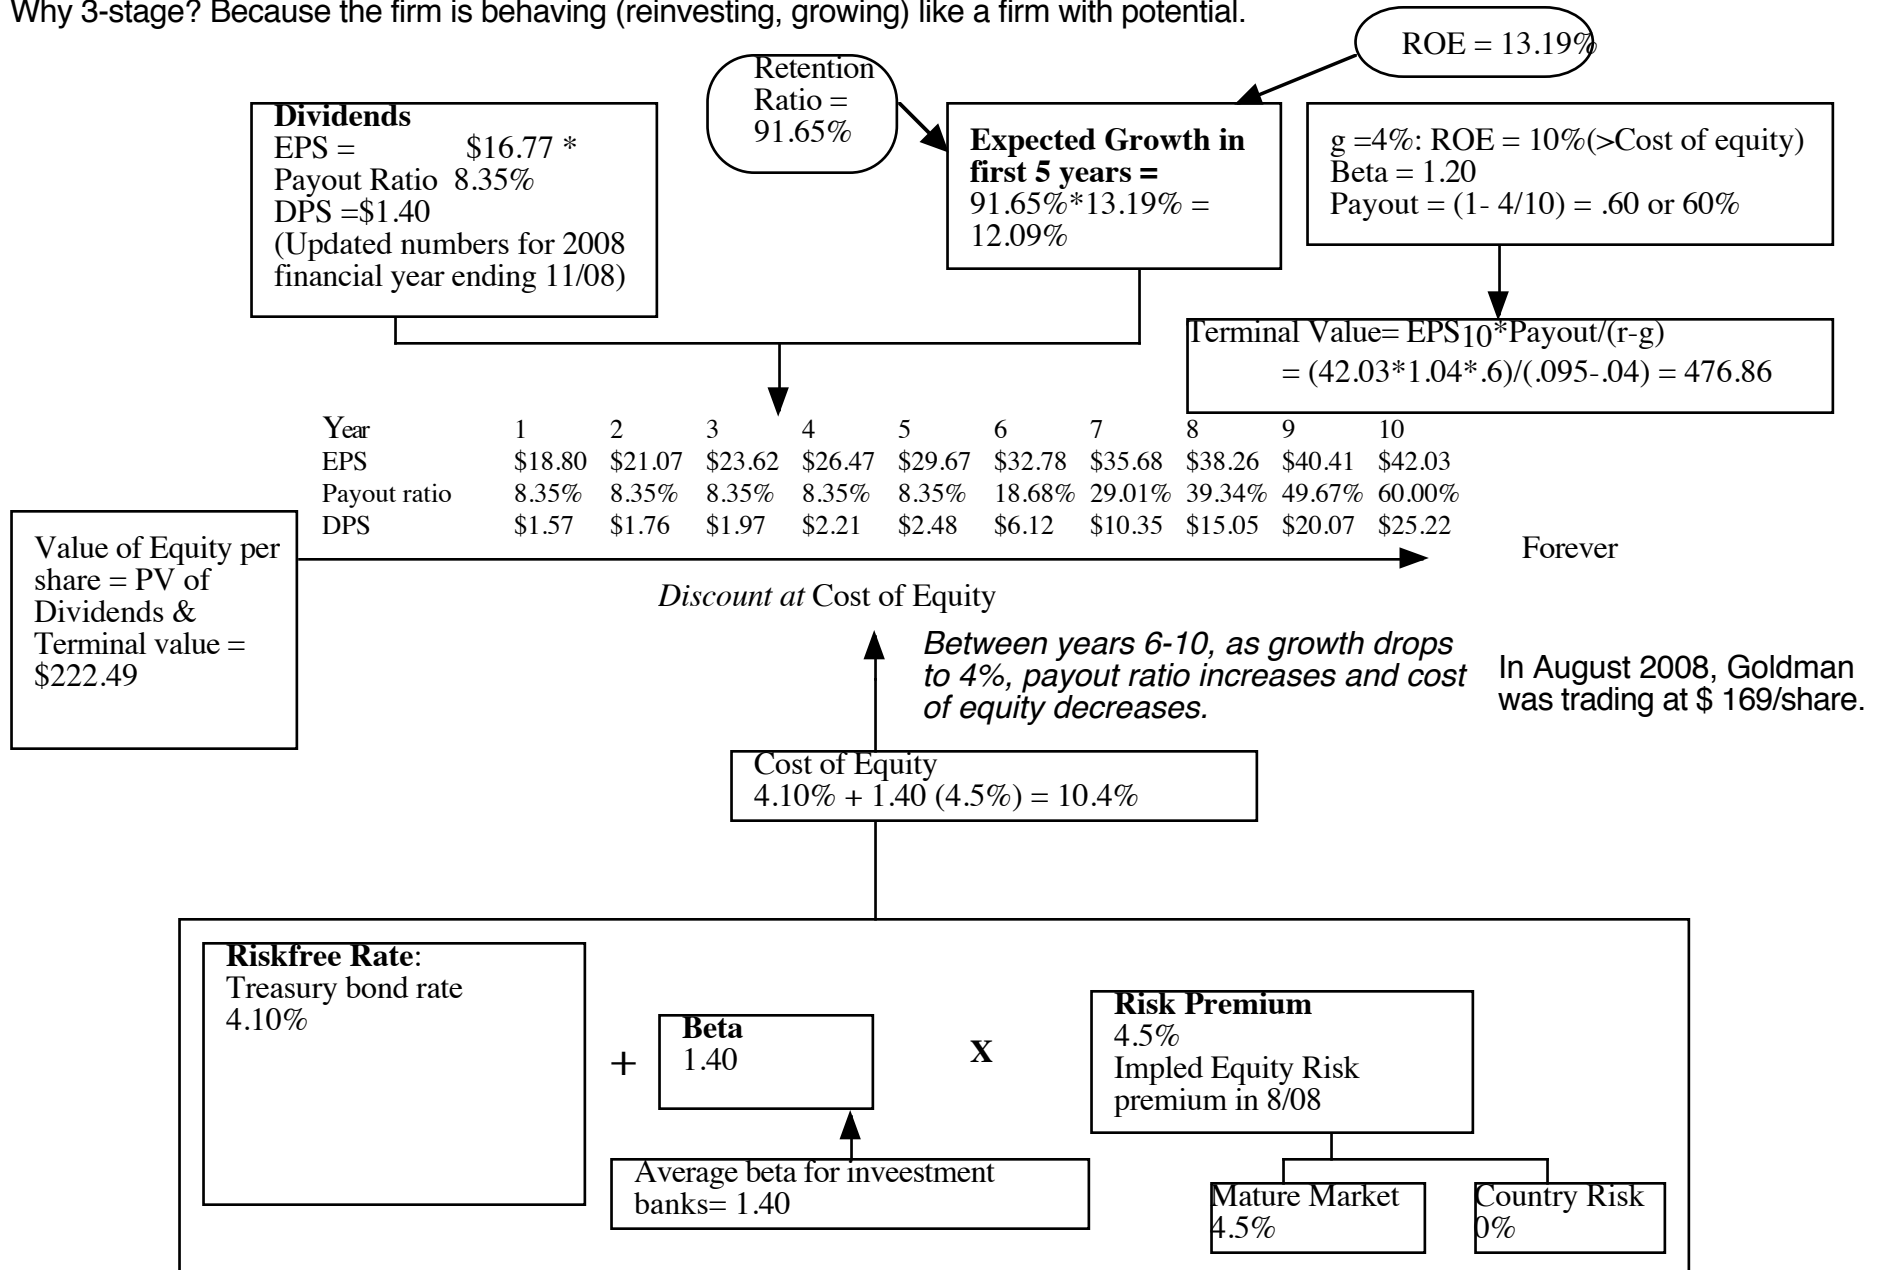 Why 3-stage? Because the firm is behaving (reinvesting, growing) like a firm with potential.
ROE = 13.19%
Retention
Ratio =
91.65%
Dividends
EPS = $16.77 *
Payout Ratio 8.35%
DPS =$1.40
(Updated numbers for 2008
financial year ending 11/08)
Expected Growth in
first 5 years =
91.65%*13.19% =
12.09%
g =4%: ROE = 10%(>Cost of equity)
Beta = 1.20
Payout = (1- 4/10) = .60 or 60%
Terminal Value= EPS10*Payout/(r-g)
= (42.03*1.04*.6)/(.095-.04) = 476.86
Year 1 2 3 4 5 6 7 8 9 10
EPS $18.80 $21.07 $23.62 $26.47 $29.67 $32.78 $35.68 $38.26 $40.41 $42.03
Payout ratio 8.35% 8.35% 8.35% 8.35% 8.35% 18.68% 29.01% 39.34% 49.67% 60.00%
DPS $1.57 $1.76 $1.97 $2.21 $2.48 $6.12 $10.35 $15.05 $20.07 $25.22
Value of Equity per
share = PV of
Dividends &
Terminal value =
$222.49
Forever
Discount at Cost of Equity
Between years 6-10, as growth drops
to 4%, payout ratio increases and cost
of equity decreases.
In August 2008, Goldman
was trading at $ 169/share.
Cost of Equity
4.10% + 1.40 (4.5%) = 10.4%
Riskfree Rate:
Treasury bond rate
4.10%
+
Beta
1.40
X
Risk Premium
4.5%
Impled Equity Risk
premium in 8/08
Average beta for inveestment
banks= 1.40
Mature Market
4.5%
Country Risk
0%